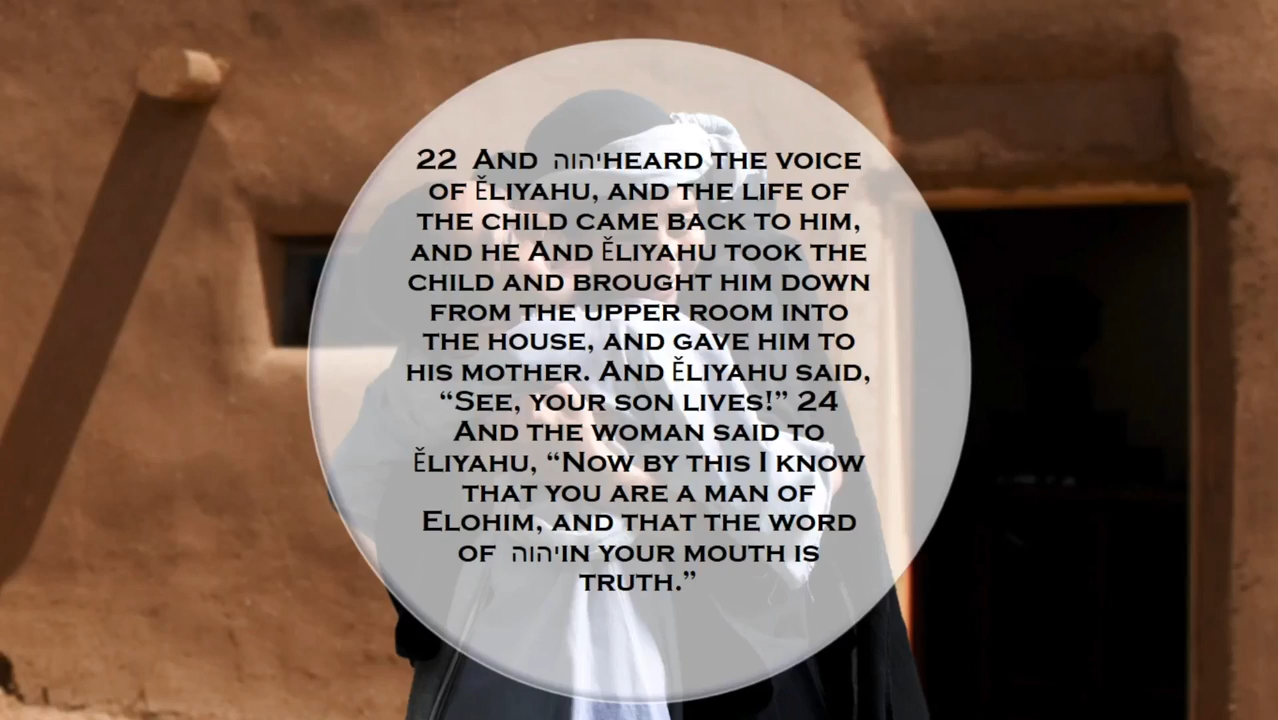 22 And יהוה heard the voice
of Ěliyahu, and the life of
the child came back to him,
and he And Ěliyahu took the
child and brought him down
from the upper room into
the house, and gave him to
his mother. And Ěliyahu said,
“See, your son lives!” 24
And the woman said to
Ěliyahu, “Now by this I know
that you are a man of
Elohim, and that the word
of יהוה in your mouth is
truth.”